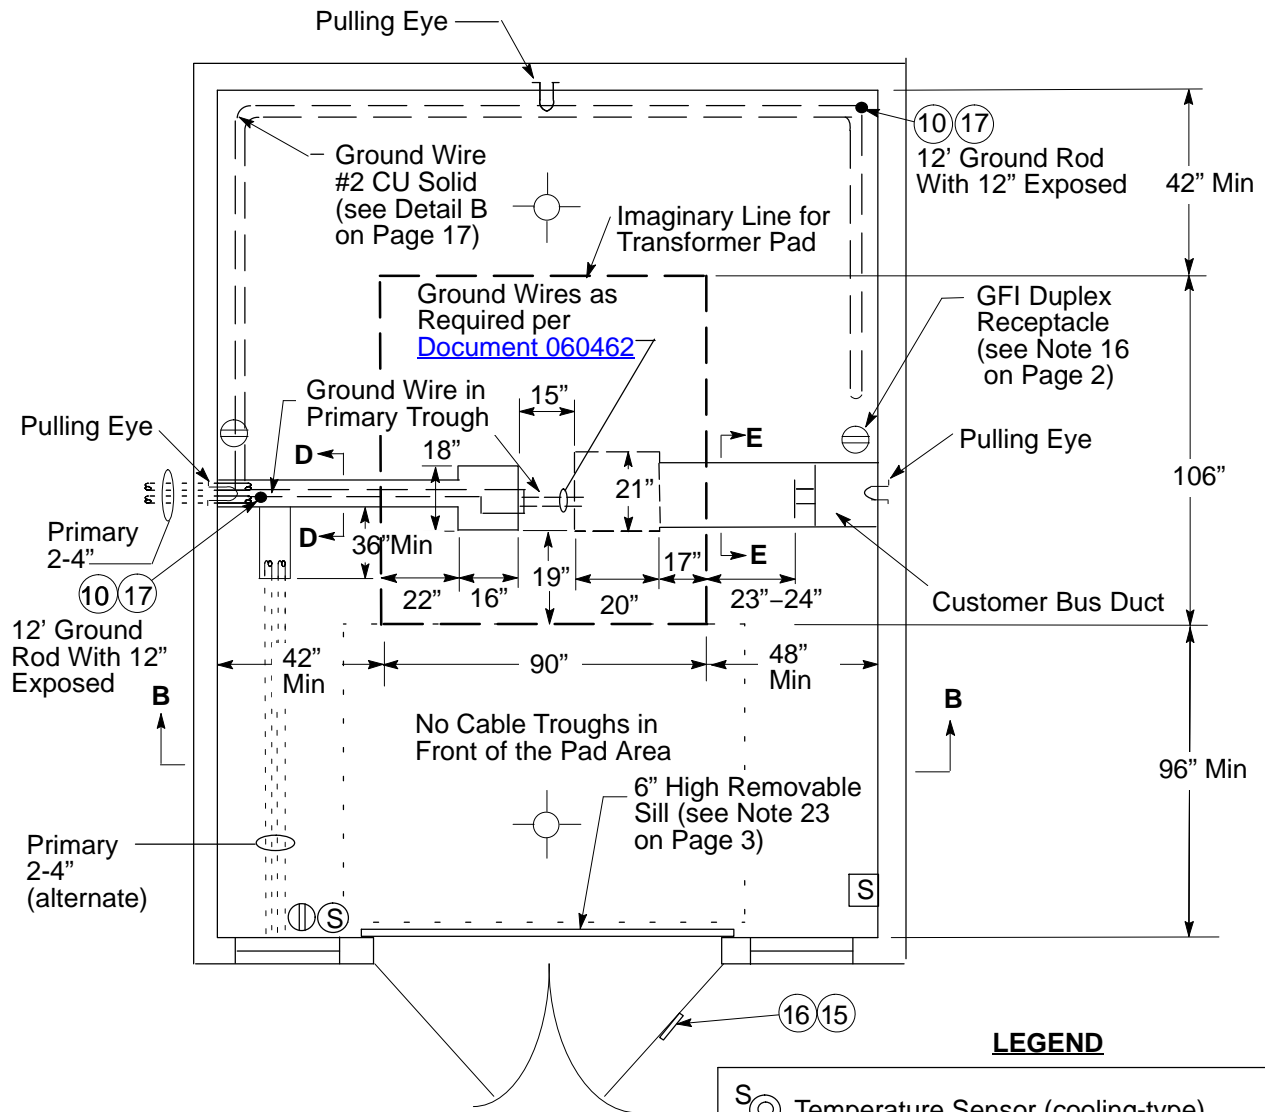 Pulling Eye
10 17
12’ Ground Rod
With 12” Exposed
42” Min
Ground Wire
#2 CU Solid
(see Detail B
on Page 17)
Imaginary Line for
Transformer Pad
Ground Wires as
Required per
Document 060462
GFI Duplex
Receptacle
(see Note 16
on Page 2)
Ground Wire in
Primary Trough
15”
Pulling Eye
D
18”
E
Pulling Eye
21”
106”
Primary
2-4”
D
36”Min
19”
17”
E
10 17
22”
16”
20”
23”–24”
Customer Bus Duct
12’ Ground
Rod With 12”
Exposed
42”
Min
90”
48”
Min
B
B
No Cable Troughs in
Front of the Pad Area
96” Min
6” High Removable
Sill (see Note 23
on Page 3)
Primary
2-4”
(alternate)
S
S
16 15
LEGEND
S
Temperature Sensor (cooling-type)